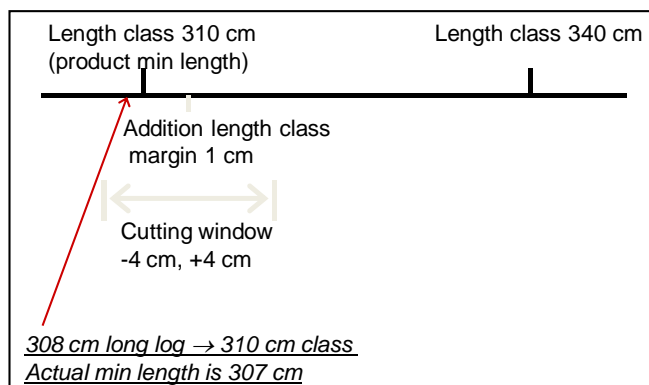 Length class 310 cm
(product min length)
Length class 340 cm
Addition length class
margin 1 cm
Cutting window
-4 cm, +4 cm
308 cm long log → 310 cm class
Actual min length is 307 cm